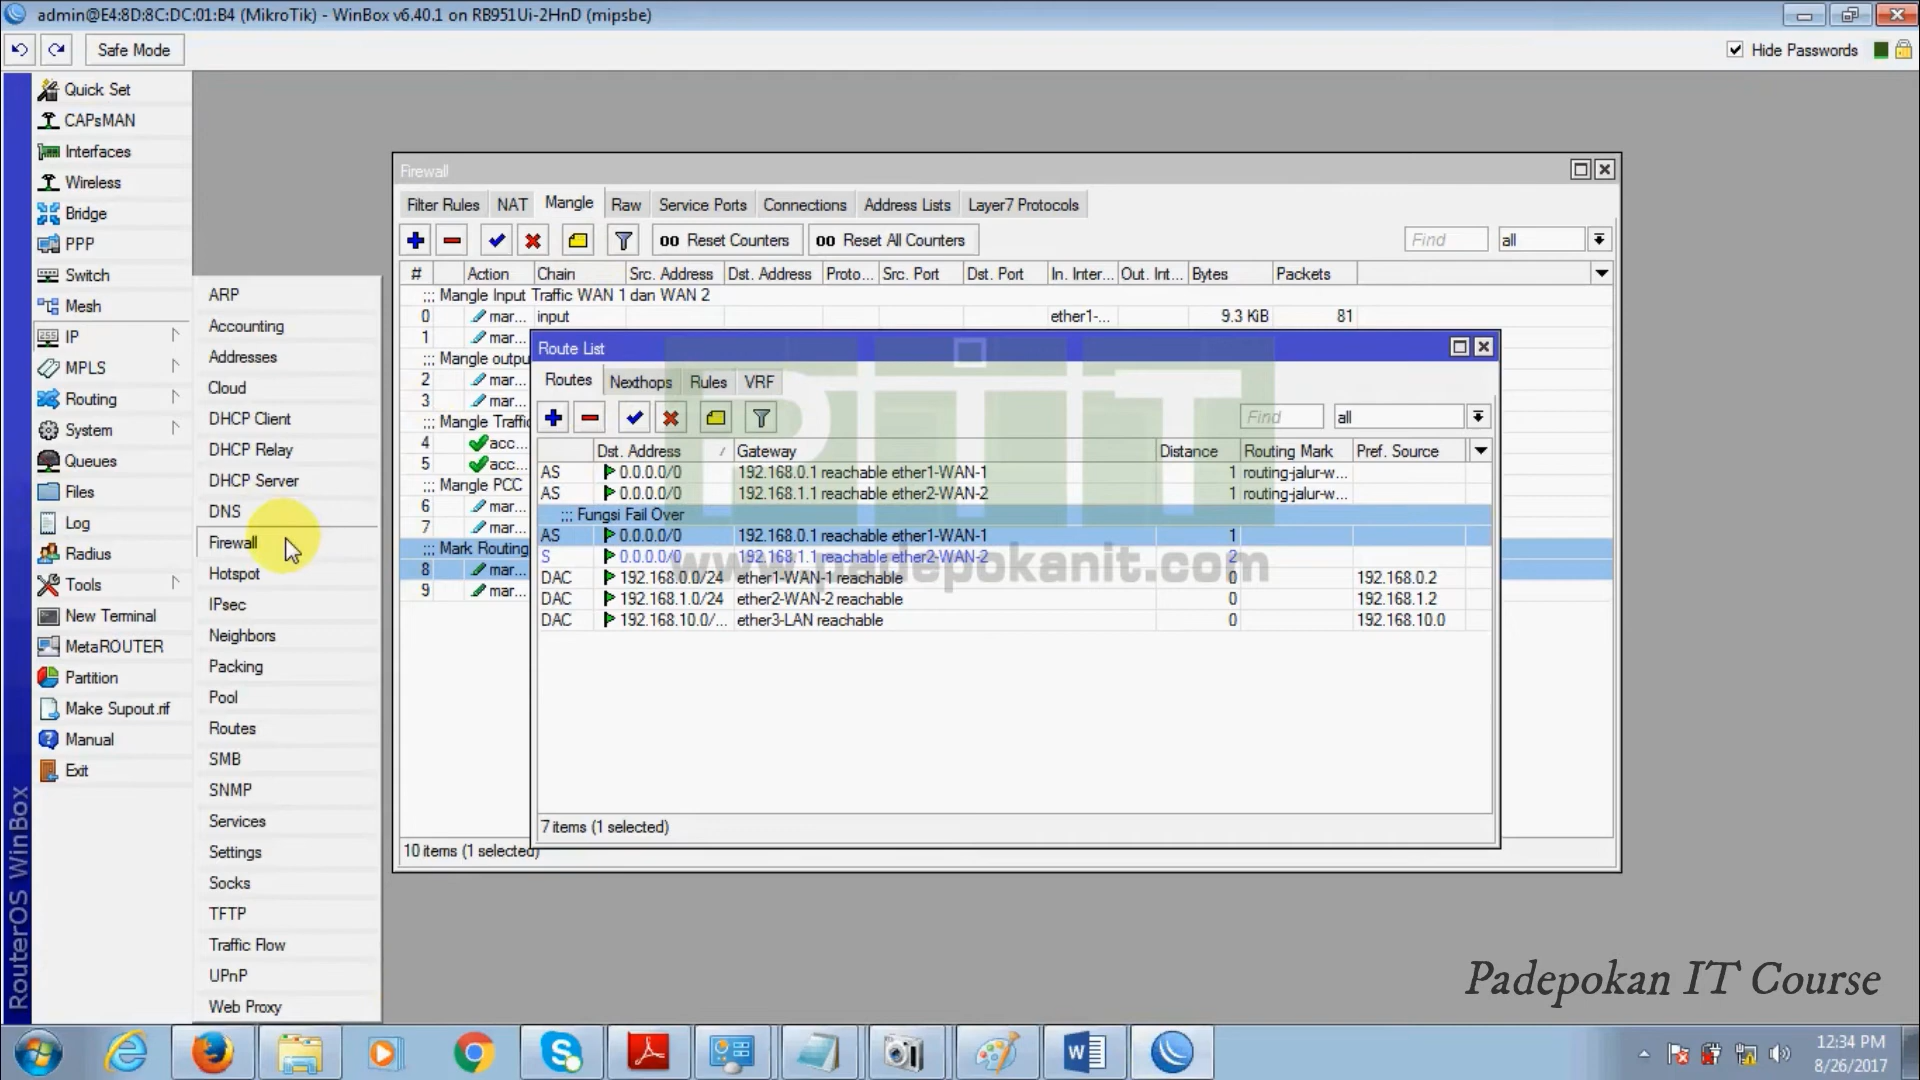 admin@E4:8D:8C:DC:01:B4 (MikroTik) - WinBox v6.40.1 on RB951Ui-2HnD (mipsbe)
Safe Mode
Hide Passwords
Quick Set
CAPsMAN
Interfaces
Wireless
Bridge
PPP
Switch
Mesh
IP
MPLS
Routing
System
Queues
Files
Log
Radius
Tools
New Terminal
MetaROUTER
Partition
Make Supout.rif
Manual
Exit
RouterOS WinBox
ARP
Accounting
Addresses
Cloud
DHCP Client
DHCP Relay
DHCP Server
DNS
Firewall
Hotspot
IPsec
Neighbors
Packing
Pool
Routes
SMB
SNMP
Services
Settings
Socks
TFTP
Traffic Flow
UPnP
Web Proxy
Firewall
Filter Rules NAT Mangle Raw Service Ports Connections Address Lists Layer7 Protocols
00 Reset Counters 00 Reset All Counters Find all
# Action Chain Src. Address Dst. Address Proto... Src. Port Dst. Port In. Inter... Out. Int... Bytes Packets
;;; Mangle Input Traffic WAN 1 dan WAN 2
0 mar... input ether1-... 9.3 KiB 81
1 mar...
;;; Mangle outpu
2 mar...
3 mar...
;;; Mangle Traffic
4 acc...
5 acc...
;;; Mangle PCC
6 mar...
7 mar...
;;; Mark Routing
8 mar...
9 mar...
10 items (1 selected)
Route List
Routes Nexthops Rules VRF
Find all
Dst. Address / Gateway Distance Routing Mark Pref. Source
AS 0.0.0.0/0 192.168.0.1 reachable ether1-WAN-1 1 routing-jalur-w...
AS 0.0.0.0/0 192.168.1.1 reachable ether2-WAN-2 1 routing-jalur-w...
;;; Fungsi Fail Over
AS 0.0.0.0/0 192.168.0.1 reachable ether1-WAN-1 1
S 0.0.0.0/0 192.168.1.1 reachable ether2-WAN-2 2
DAC 192.168.0.0/24 ether1-WAN-1 reachable 0 192.168.0.2
DAC 192.168.1.0/24 ether2-WAN-2 reachable 0 192.168.1.2
DAC 192.168.10.0/... ether3-LAN reachable 0 192.168.10.0
7 items (1 selected)
PiTIT
www.padepokanit.com
Padepokan IT Course
12:34 PM
8/26/2017